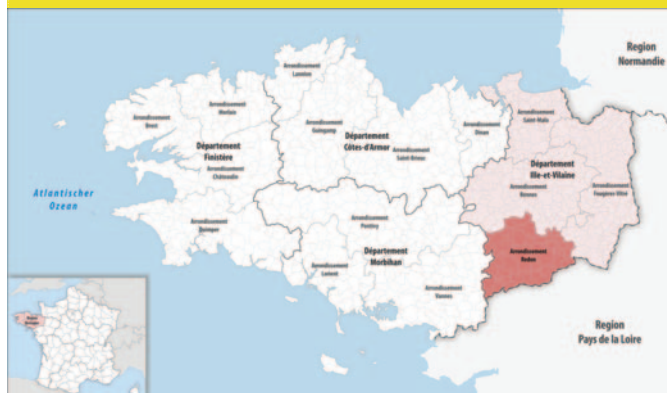 Region
Normandie
Arrondissement
Lannion
Arrondissement
Morlaix
Arrondissement
Brest
Arrondissement
Guingamp
Département
Côtes-d'Armor
Arrondissement
Saint-Brieuc
Arrondissement
Dinan
Arrondissement
Saint-Malo
Département
Finistère
Arrondissement
Châteaulin
Département
Ille-et-Vilaine
Arrondissement
Rennes
Arrondissement
Fougères-Vitré
Atlantischer
Ozean
Arrondissement
Quimper
Arrondissement
Pontivy
Département
Morbihan
Arrondissement
Lorient
Arrondissement
Vannes
Arrondissement
Redon
Region
Bretagne
Region
Pays de la Loire